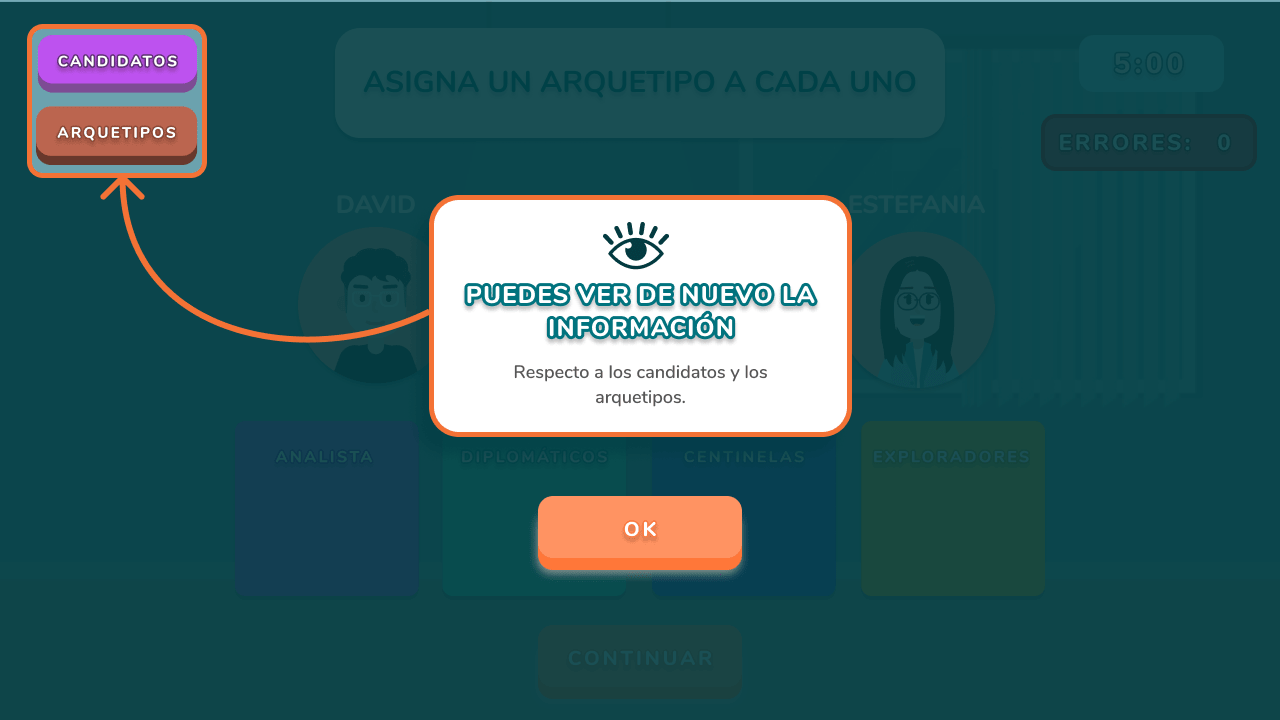 CANDIDATOS
ARQUETIPOS
ASIGNA UN ARQUETIPO A CADA UNO
5:00
ERRORES: 0
DAVID
ESTEFANIA
PUEDES VER DE NUEVO LA
INFORMACIÓN
Respecto a los candidatos y los
arquetipos.
ANALISTA
DIPLOMATICOS
CENTINELAS
EXPLORADORES
OK
CONTINUAR